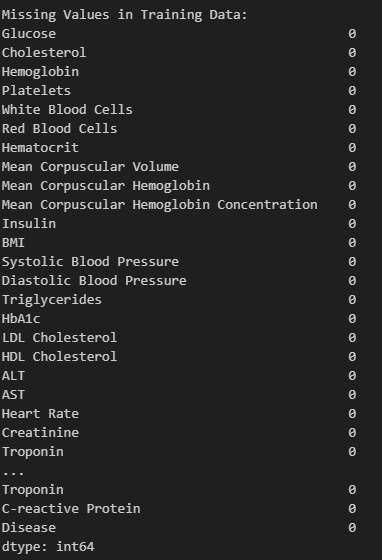 Missing Values in Training Data:
Glucose 0
Cholesterol 0
Hemoglobin 0
Platelets 0
White Blood Cells 0
Red Blood Cells 0
Hematocrit 0
Mean Corpuscular Volume 0
Mean Corpuscular Hemoglobin 0
Mean Corpuscular Hemoglobin Concentration 0
Insulin 0
BMI 0
Systolic Blood Pressure 0
Diastolic Blood Pressure 0
Triglycerides 0
HbA1c 0
LDL Cholesterol 0
HDL Cholesterol 0
ALT 0
AST 0
Heart Rate 0
Creatinine 0
Troponin 0
...
Troponin 0
C-reactive Protein 0
Disease 0
dtype: int64